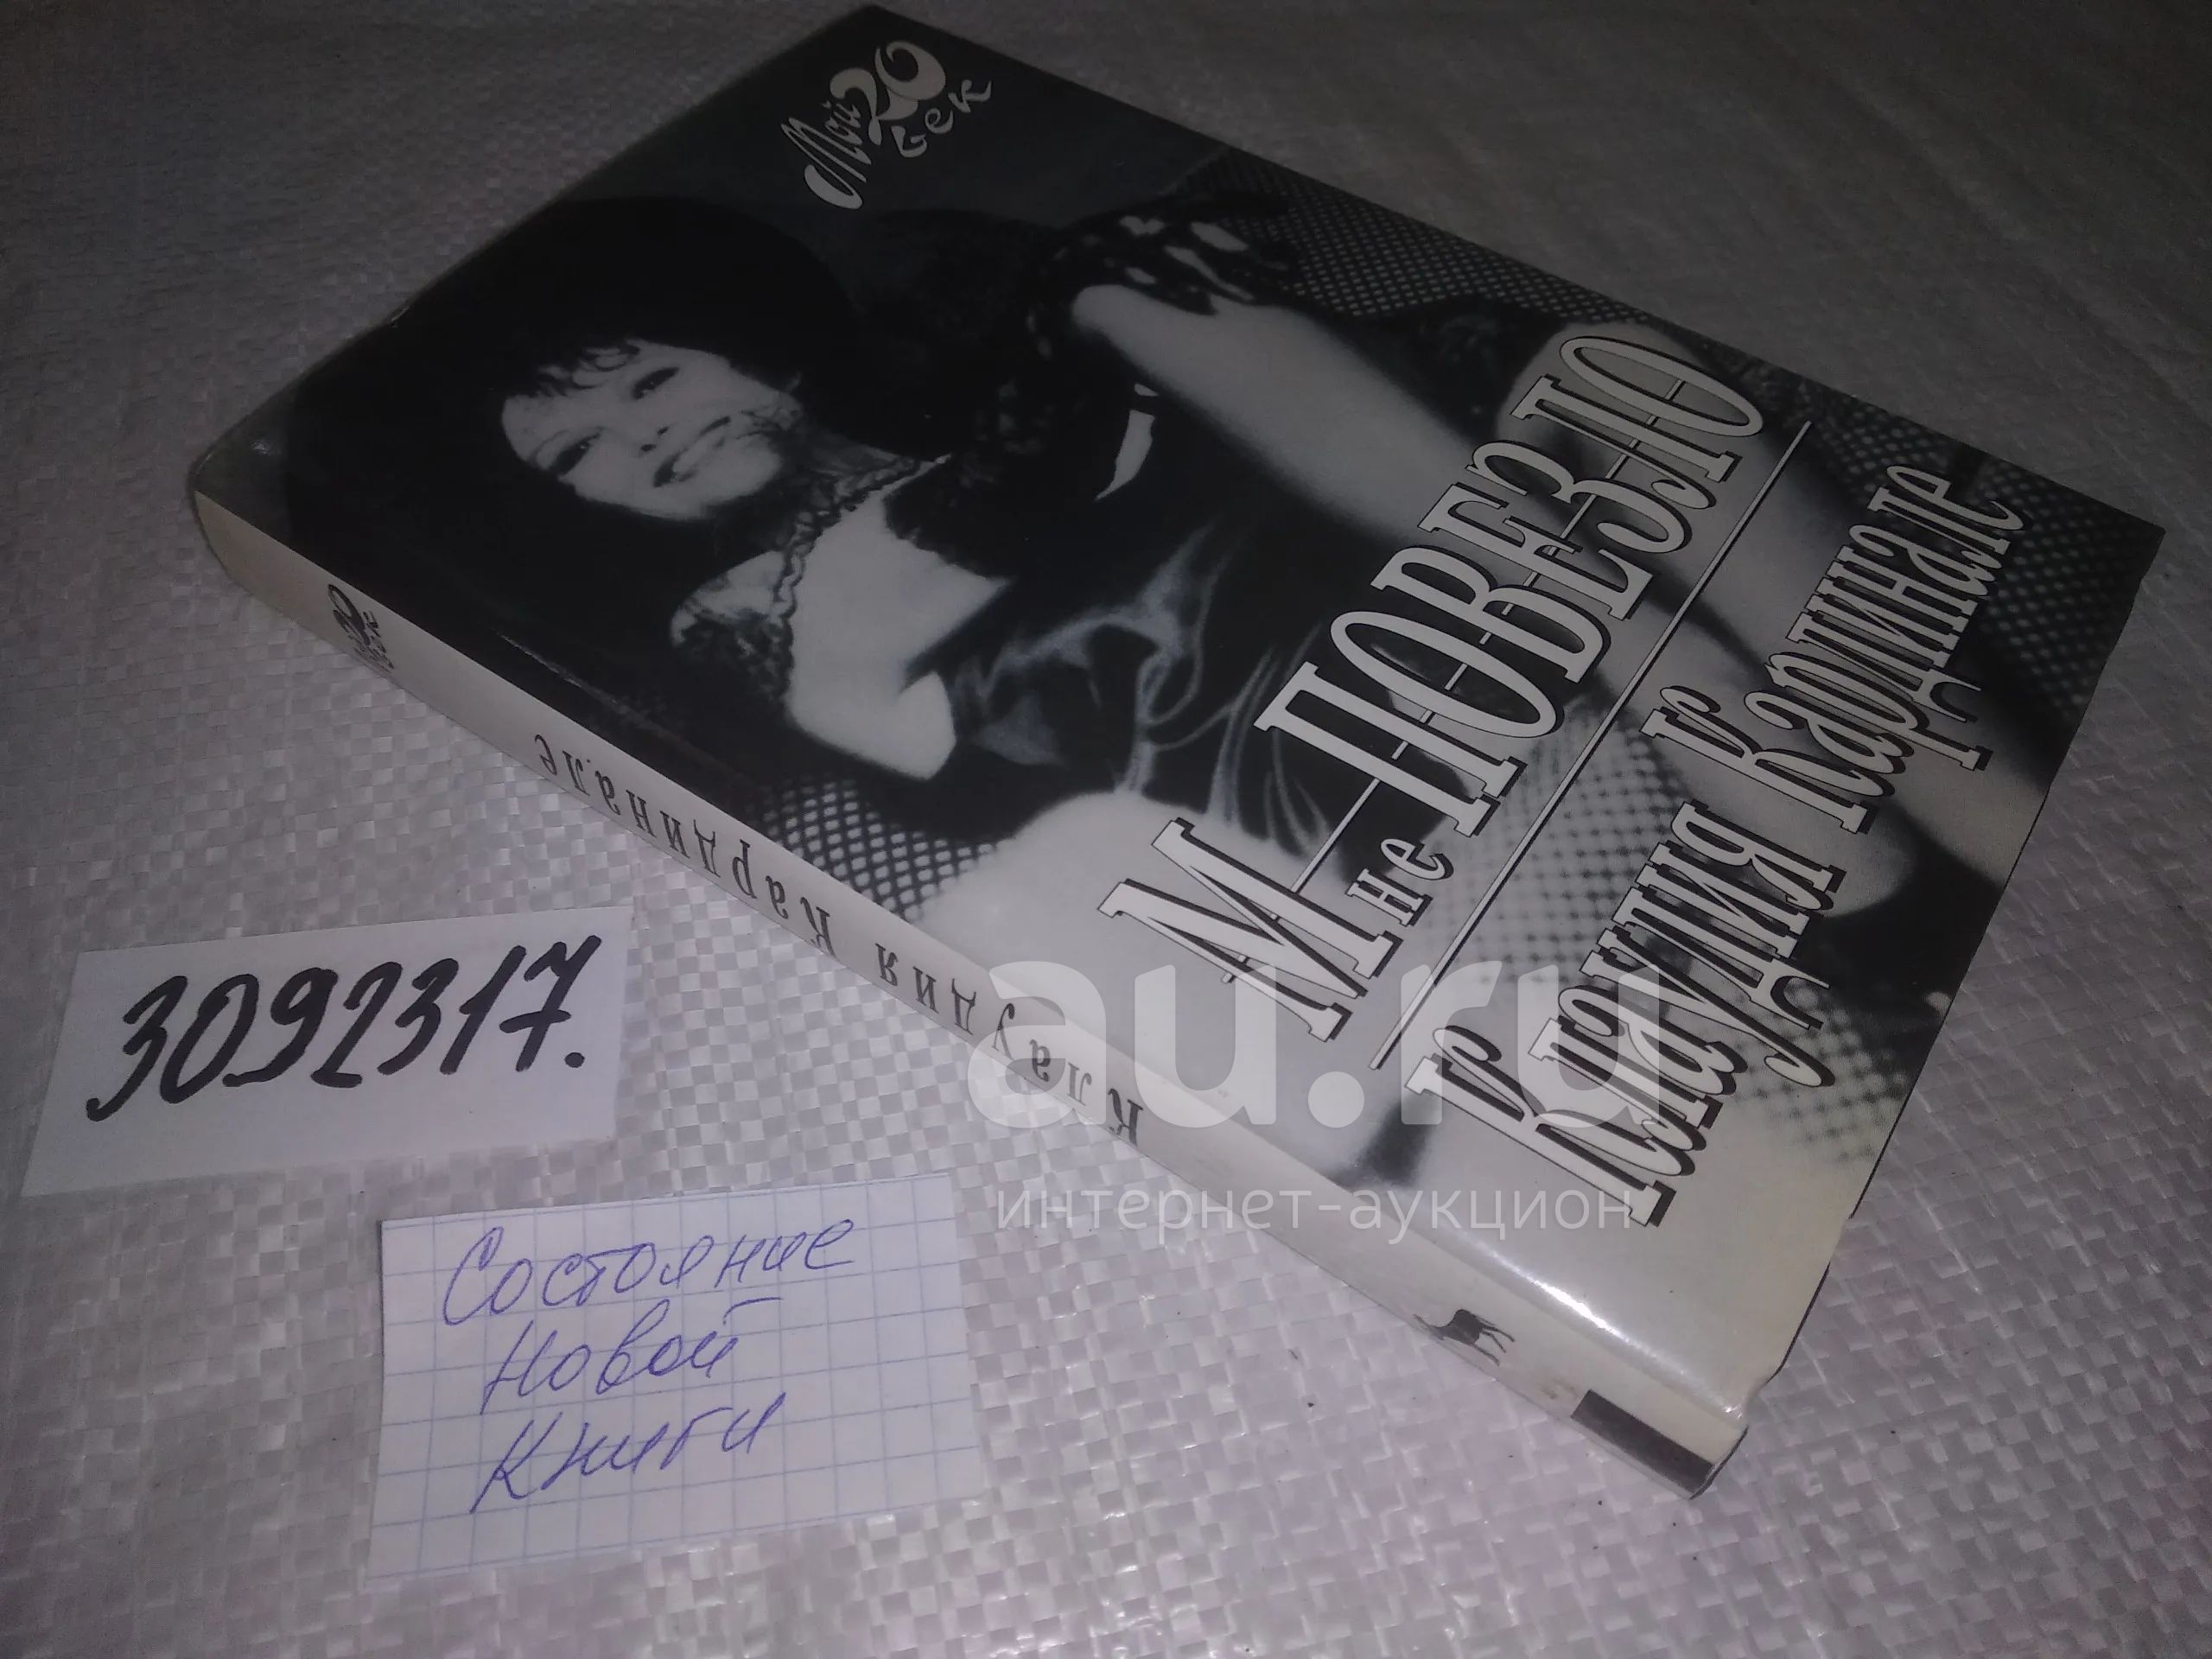 Мой 20 век
Мне ПОВЕЗЛО
Клаудия Кардинале
Клаудия Кардинале
3092317.
Состояние
Новой
Книги
au.ru
интернет-аукцион